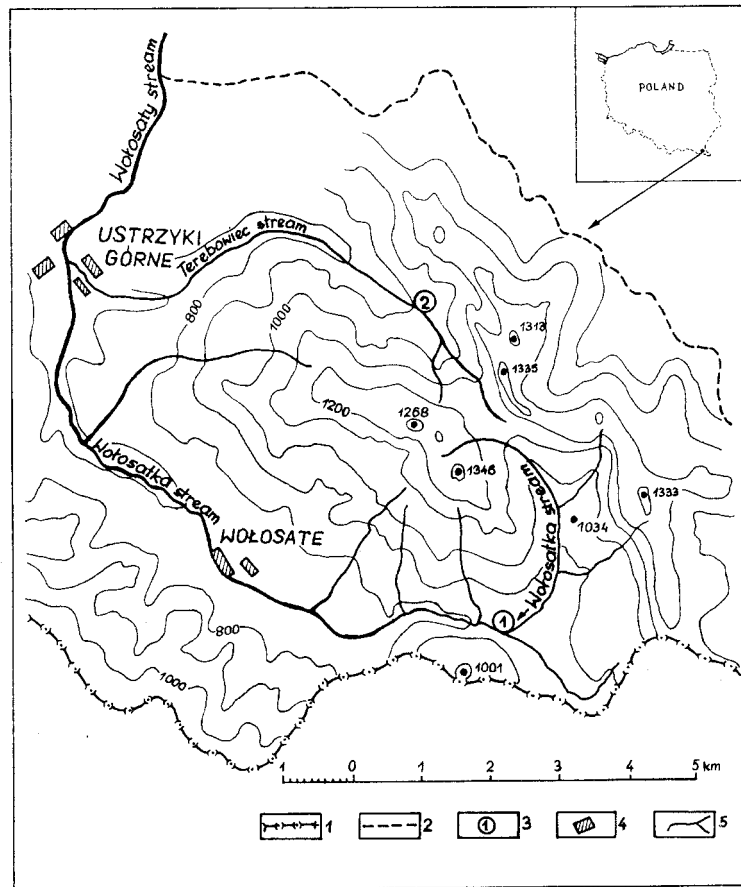 POLAND
Wołosaty stream
USTRZYKI
GÓRNE
Terebowiec stream
800
1000
2
1313
1335
1200
1268
1346
1333
1034
Wołosatka stream
Wołosatka stream
WOŁOSATE
1
800
1000
1001
1 0 1 2 3 4 5 km
1 2 1 3 4 5